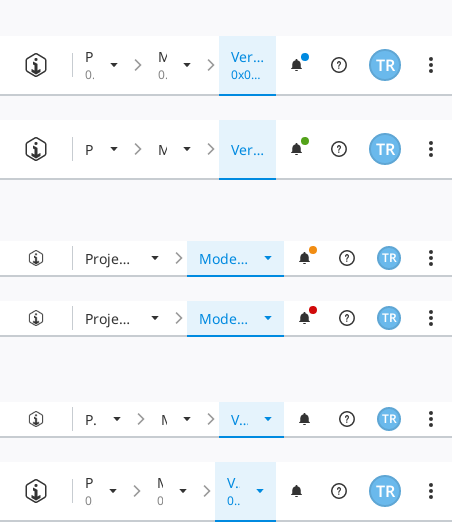 P M Ver...
0. 0. 0x0... TR
P M Ver... TR
Proje... Mode... TR
Proje... Mode... TR
P. M V... TR
P M V..
0 0 0.. TR